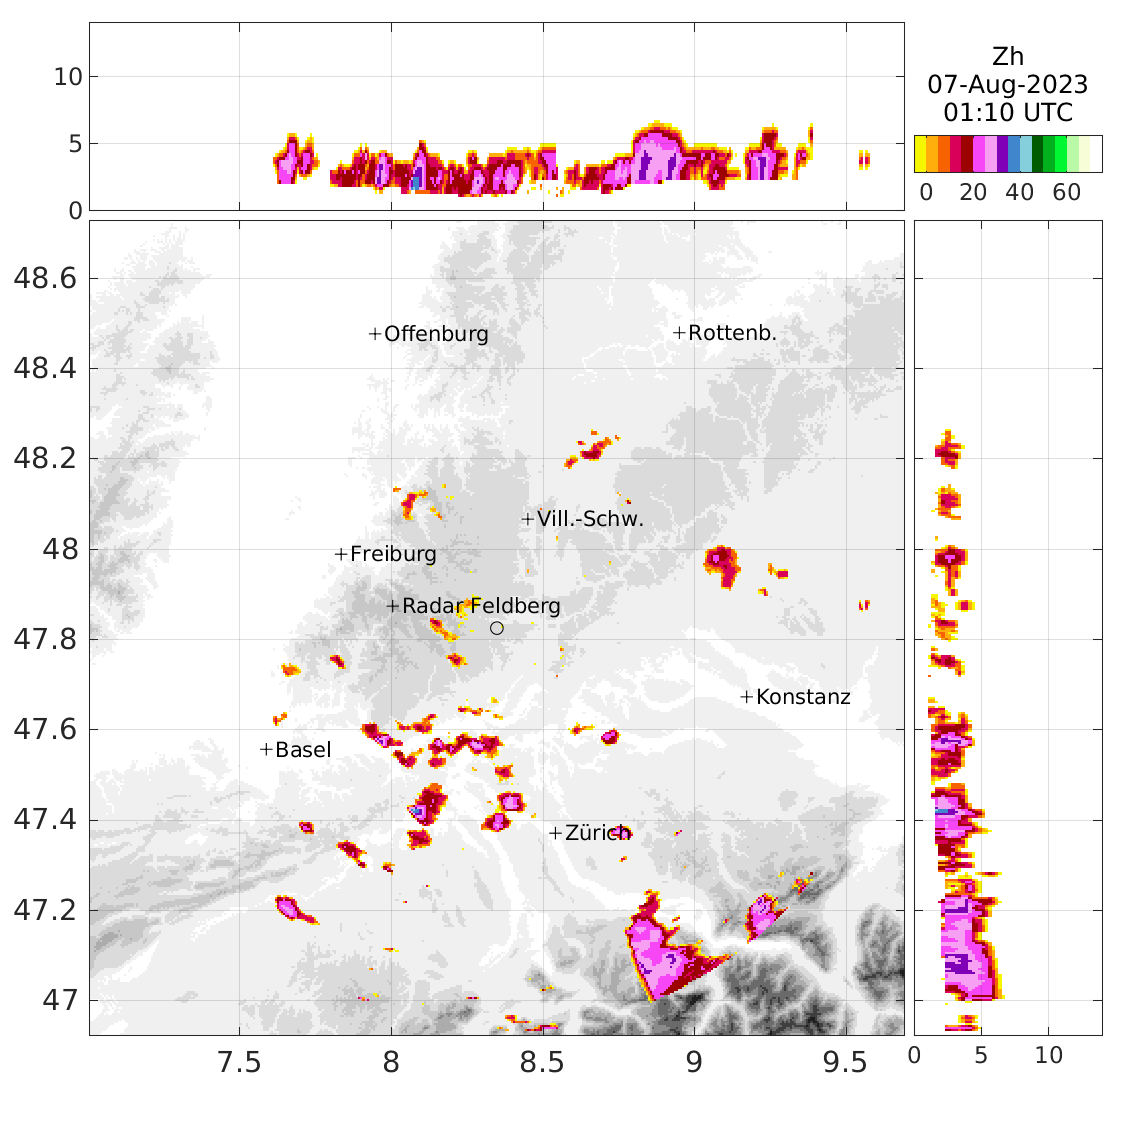 Zh
07-Aug-2023
01:10 UTC
0 20 40 60
10
5
0
48.6
48.4
48.2
48
47.8
47.6
47.4
47.2
47
+Offenburg
+Rottenb.
+Vill.-Schw.
+Freiburg
+Radar Feldberg
+Konstanz
+Basel
+Zürich
7.5 8 8.5 9 9.5
0 5 10